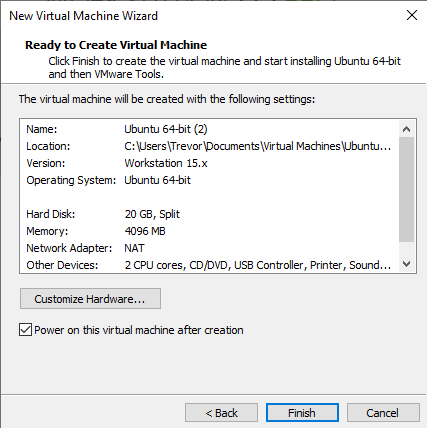 New Virtual Machine Wizard
Ready to Create Virtual Machine
Click Finish to create the virtual machine and start installing Ubuntu 64-bit
and then VMware Tools.
The virtual machine will be created with the following settings:
Name: Ubuntu 64-bit (2)
Location: C:\Users\Trevor\Documents\Virtual Machines\Ubuntu...
Version: Workstation 15.x
Operating System: Ubuntu 64-bit
Hard Disk: 20 GB, Split
Memory: 4096 MB
Network Adapter: NAT
Other Devices: 2 CPU cores, CD/DVD, USB Controller, Printer, Sound...
Customize Hardware...
Power on this virtual machine after creation
< Back Finish Cancel